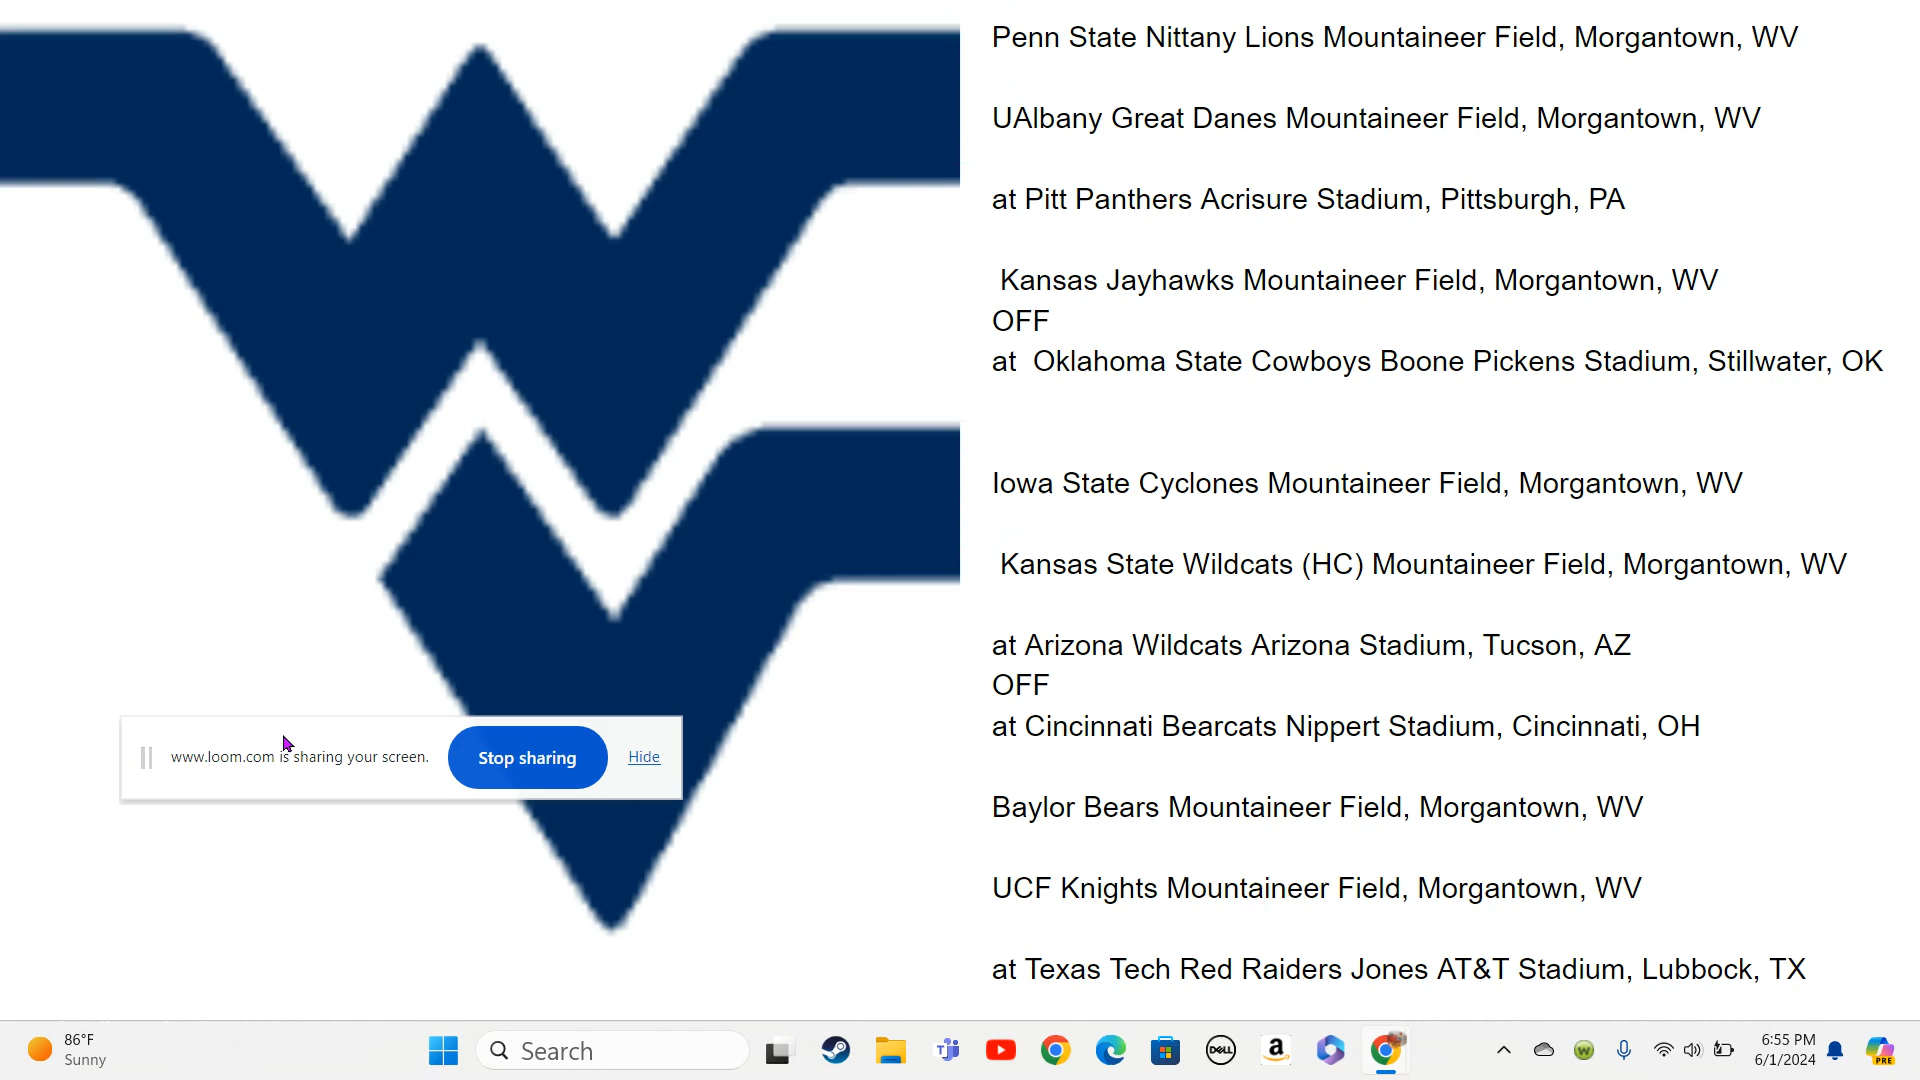 Penn State Nittany Lions Mountaineer Field, Morgantown, WV
UAlbany Great Danes Mountaineer Field, Morgantown, WV
at Pitt Panthers Acrisure Stadium, Pittsburgh, PA
Kansas Jayhawks Mountaineer Field, Morgantown, WV
OFF
at Oklahoma State Cowboys Boone Pickens Stadium, Stillwater, OK
Iowa State Cyclones Mountaineer Field, Morgantown, WV
Kansas State Wildcats (HC) Mountaineer Field, Morgantown, WV
at Arizona Wildcats Arizona Stadium, Tucson, AZ
OFF
at Cincinnati Bearcats Nippert Stadium, Cincinnati, OH
Baylor Bears Mountaineer Field, Morgantown, WV
UCF Knights Mountaineer Field, Morgantown, WV
at Texas Tech Red Raiders Jones AT&T Stadium, Lubbock, TX
www.loom.com is sharing your screen.
Stop sharing
Hide
86°F
Sunny
Search
DELL
a
w
6:55 PM
6/1/2024
PRE